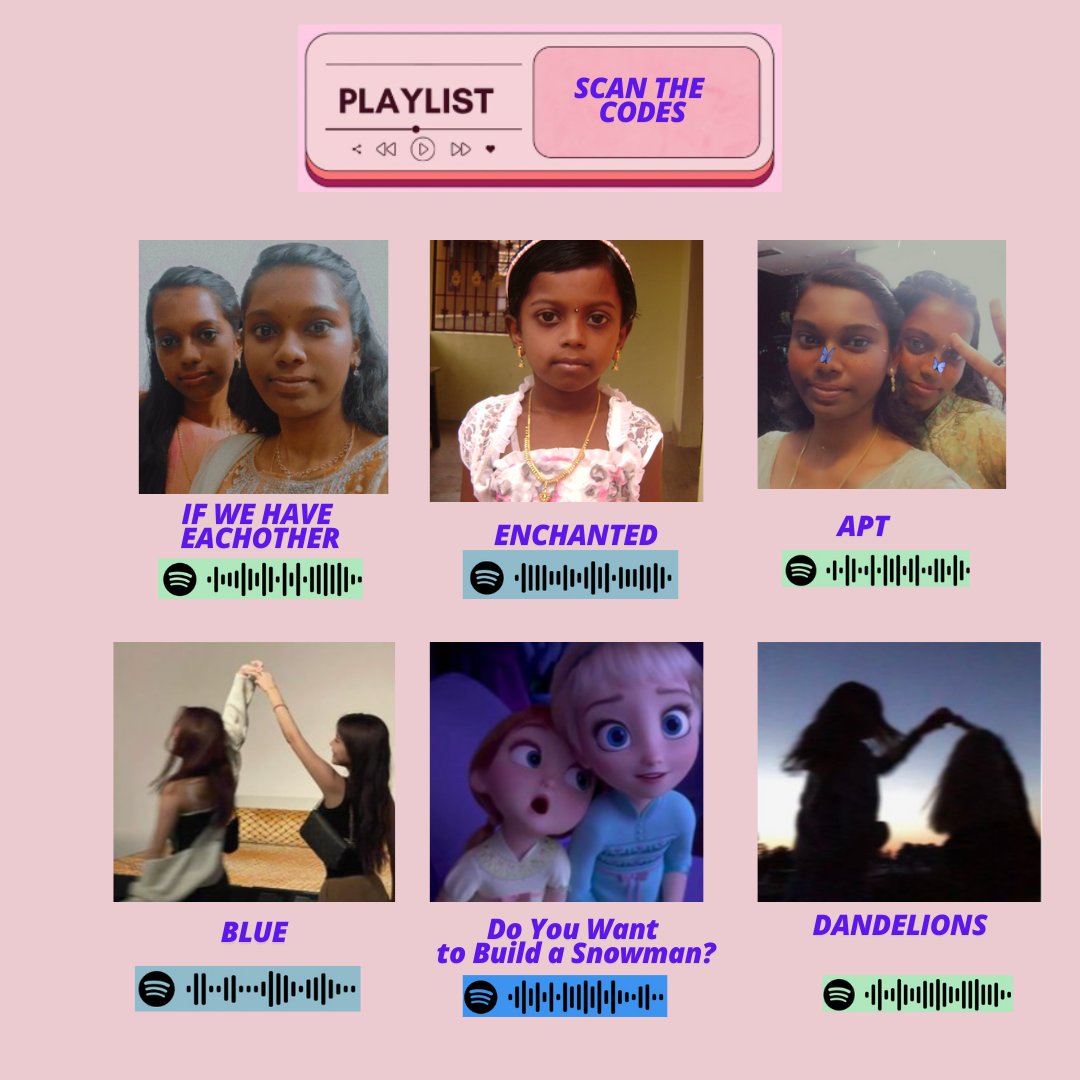 PLAYLIST
SCAN THE
CODES
IF WE HAVE
EACHOTHER
ENCHANTED
APT
BLUE
Do You Want
to Build a Snowman?
DANDELIONS